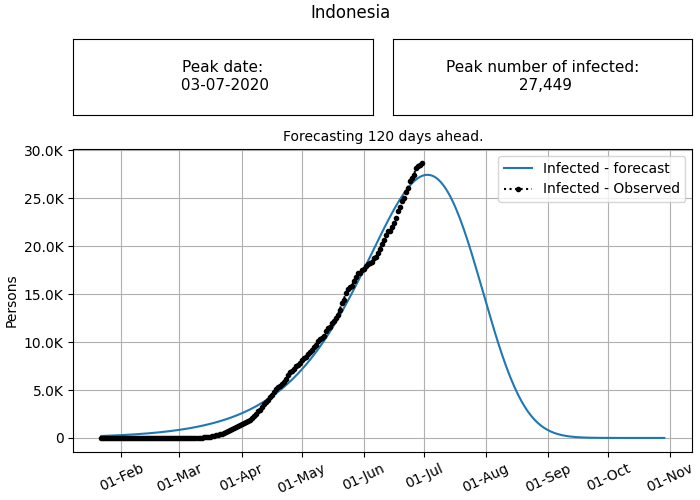 Indonesia
Peak date:
03-07-2020
Peak number of infected:
27,449
Forecasting 120 days ahead.
Infected - forecast
Infected - Observed
Persons
30.0K
25.0K
20.0K
15.0K
10.0K
5.0K
0
01-Feb
01-Mar
01-Apr
01-May
01-Jun
01-Jul
01-Aug
01-Sep
01-Oct
01-Nov